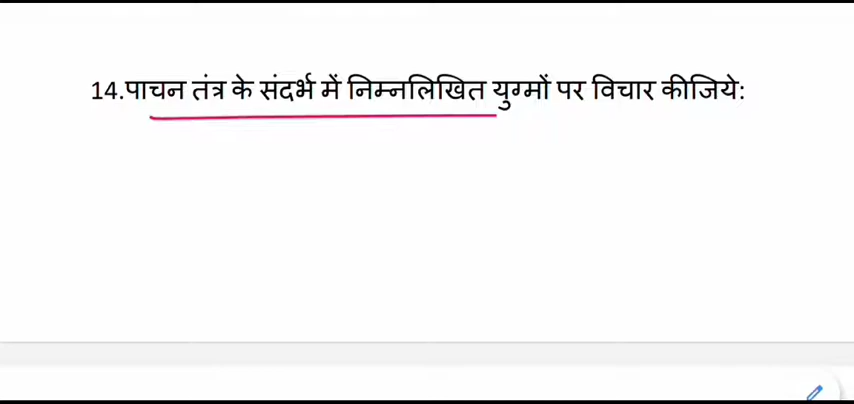 14.पाचन तंत्र के संदर्भ में निम्नलिखित युग्मों पर विचार कीजिये: